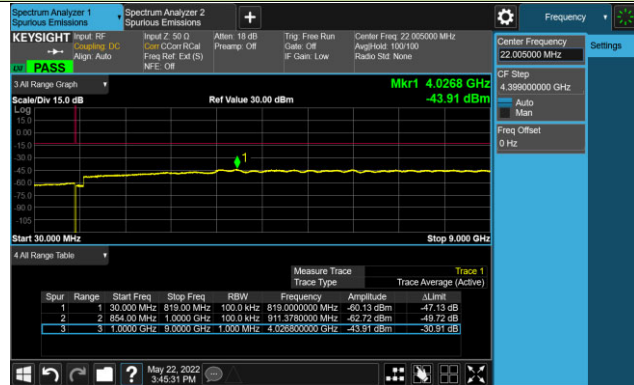 Spectrum Analyzer 1
Spurious Emissions
Spectrum Analyzer 2
Spurious Emissions
+
Frequency
KEYSIGHT
Input: RF
Coupling: DC
Align: Auto
Input Z: 50 Ω
Corr CCorr RCal
Freq Ref: Ext (S)
NFE: Off
Atten: 18 dB
Preamp: Off
Trig: Free Run
Gate: Off
IF Gain: Low
Center Freq: 22.005000 MHz
Avg|Hold: 100/100
Radio Std: None
LXI PASS
Center Frequency
22.005000 MHz
Settings
CF Step
4.399000000 GHz
Auto
Man
Freq Offset
0 Hz
3 All Range Graph
Mkr1 4.0268 GHz
Scale/Div 15.0 dB
Ref Value 30.00 dBm
-43.91 dBm
Log
15.0
0.00
-15.0
-30.0
-45.0
-60.0
-75.0
-90.0
-105
1
Start 30.000 MHz
Stop 9.000 GHz
4 All Range Table
Measure Trace Trace 1
Trace Type Trace Average (Active)
Spur Range Start Freq Stop Freq RBW Frequency Amplitude ΔLimit
1 1 30.000 MHz 819.00 MHz 100.0 kHz 819.0000000 MHz -60.13 dBm -47.13 dB
2 2 854.00 MHz 1.0000 GHz 100.0 kHz 911.3780000 MHz -62.72 dBm -49.72 dB
3 3 1.0000 GHz 9.0000 GHz 1.000 MHz 4.026800000 GHz -43.91 dBm -30.91 dB
?
May 22, 2022
3:45:31 PM